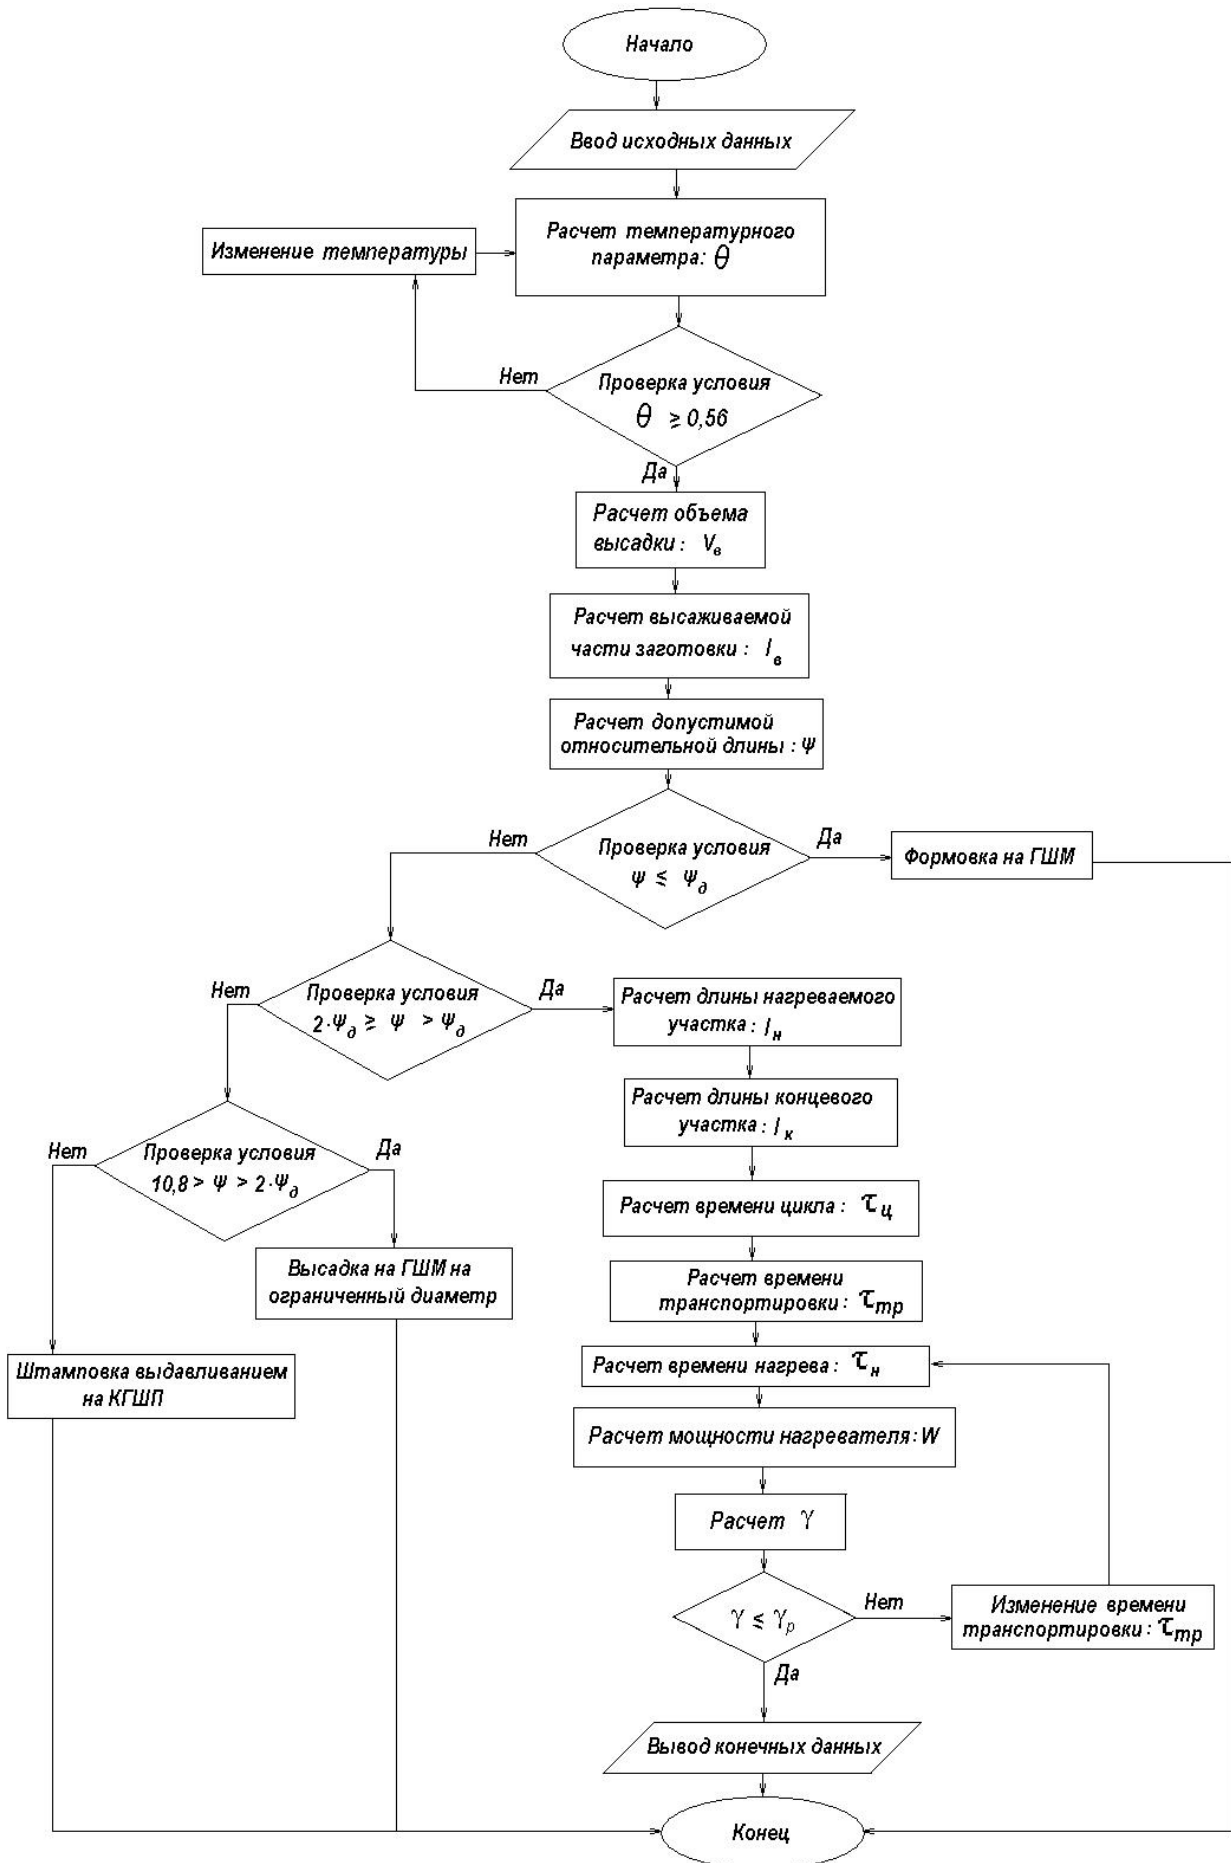 Начало
Ввод исходных данных
Расчет температурного
параметра: θ
Изменение температуры
Нет
Проверка условия
θ ≥ 0,56
Да
Расчет объема
высадки : Vв
Расчет высаживаемой
части заготовки : lв
Расчет допустимой
относительной длины : ψ
Нет
Проверка условия
ψ ≤ ψд
Да
Формовка на ГШМ
Нет
Проверка условия
2·ψд ≥ ψ > ψд
Да
Расчет длины нагреваемого
участка : lн
Расчет длины концевого
участка : lк
Нет
Проверка условия
10,8 > ψ > 2·ψд
Да
Расчет времени цикла : τц
Высадка на ГШМ на
ограниченный диаметр
Расчет времени
транспортировки : τтр
Штамповка выдавливанием
на КГШП
Расчет времени нагрева : τн
Расчет мощности нагревателя: W
Расчет γ
γ ≤ γр
Нет
Изменение времени
транспортировки : τтр
Да
Вывод конечных данных
Конец